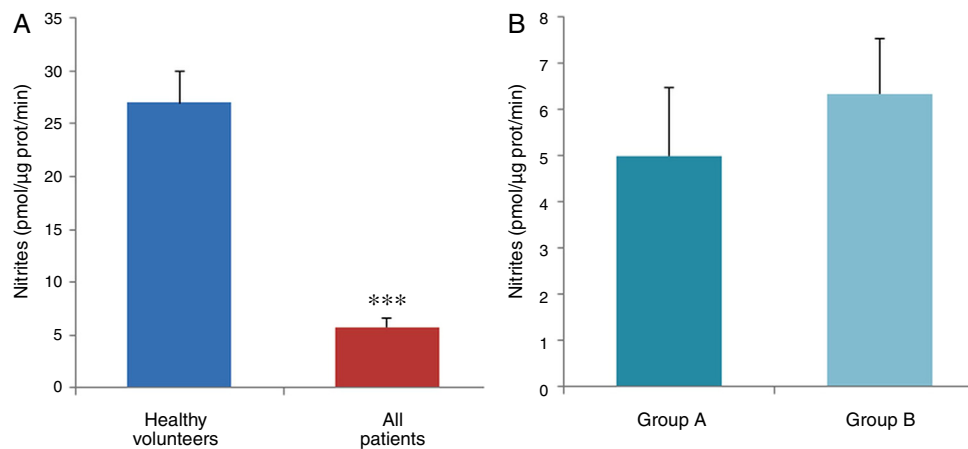 A
Nitrites (pmol/µg prot/min)
35
30
25
20
15
10
5
0
***
Healthy
volunteers
All
patients
B
Nitrites (pmol/µg prot/min)
8
7
6
5
4
3
2
1
0
Group A
Group B